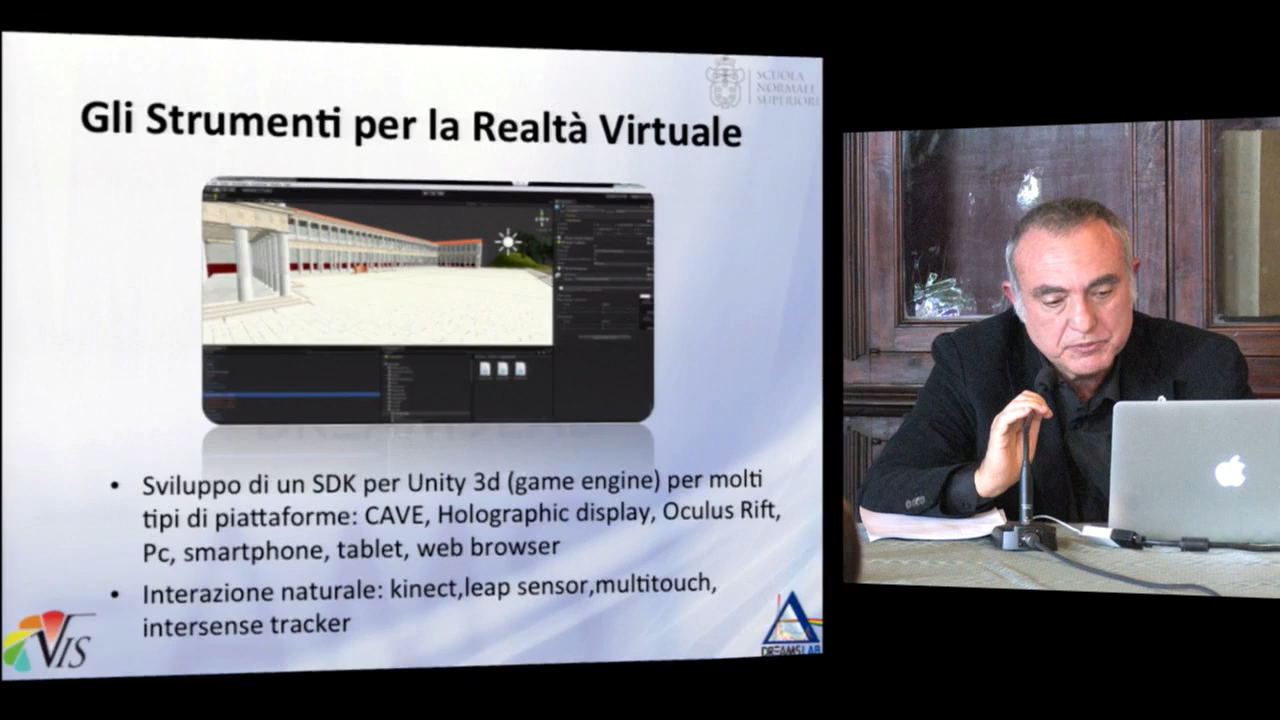 SCUOLA
NORMALE
SUPERIORE
Gli Strumenti per la Realtà Virtuale
• Sviluppo di un SDK per Unity 3d (game engine) per molti
tipi di piattaforme: CAVE, Holographic display, Oculus Rift,
Pc, smartphone, tablet, web browser
• Interazione naturale: kinect,leap sensor,multitouch,
intersense tracker
VIS
DREAMSLAB